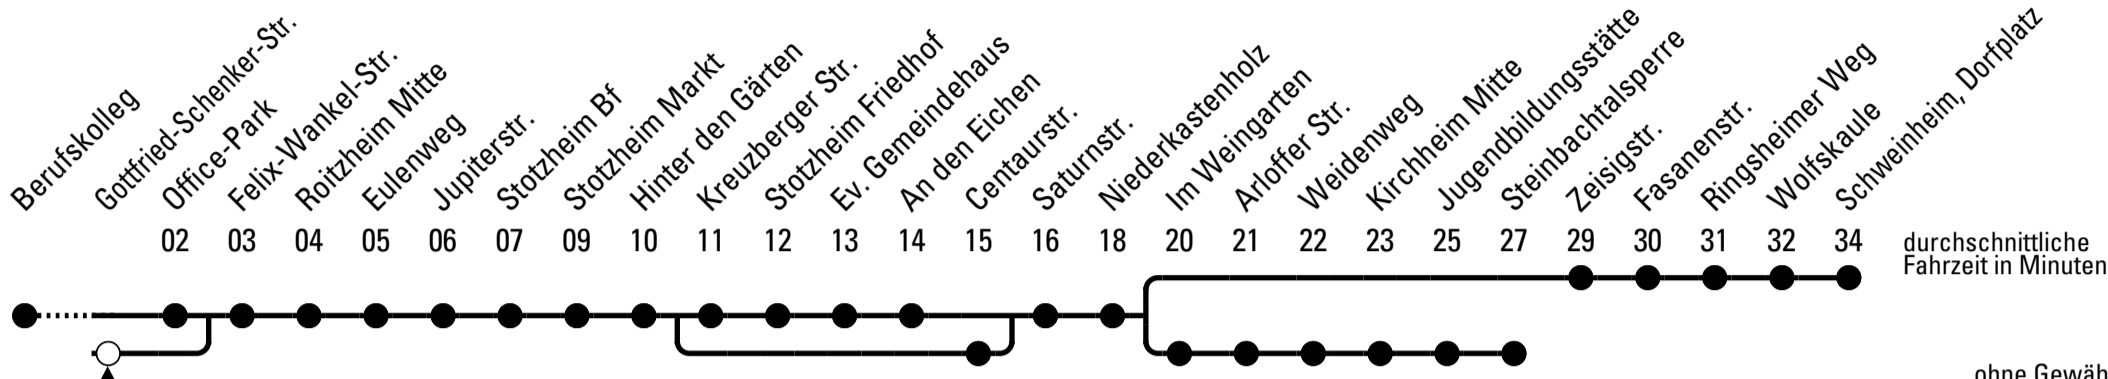 Berufskolleg
Gottfried-Schenker-Str.
Office-Park
Felix-Wankel-Str.
Roitzheim Mitte
Eulenweg
Jupiterstr.
Stotzheim Bf
Stotzheim Markt
Hinter den Gärten
Kreuzberger Str.
Stotzheim Friedhof
Ev. Gemeindehaus
An den Eichen
Centaurstr.
Saturnstr.
Niederkastenholz
Im Weingarten
Arloffer Str.
Weidenweg
Kirchheim Mitte
Jugendbildungsstätte
Steinbachtalsperre
Zeisigstr.
Fasanenstr.
Ringsheimer Weg
Wolfskaule
Schweinheim, Dorfplatz
02 03 04 05 06 07 09 10 11 12 13 14 15 16 18 20 21 22 23 25 27 29 30 31 32 34
durchschnittliche
Fahrzeit in Minuten
ohne Gewäh